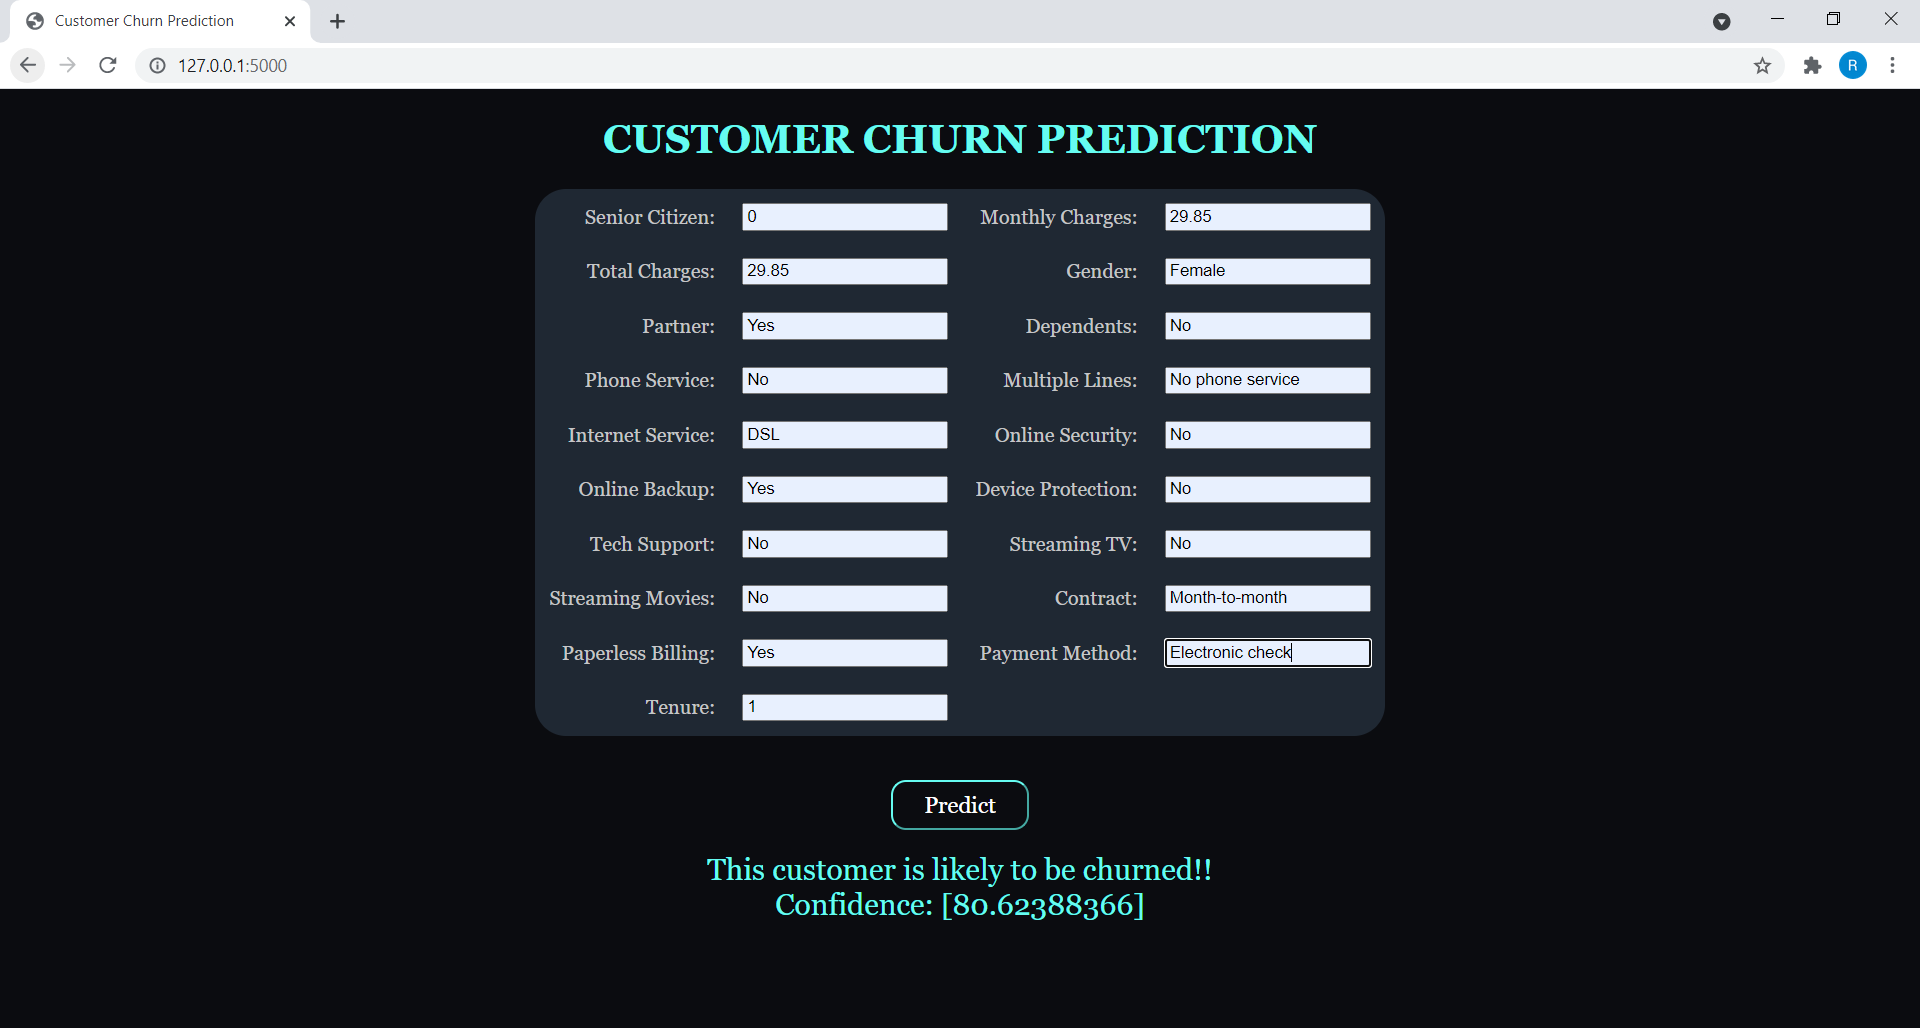 Customer Churn Prediction
127.0.0.1:5000
R
CUSTOMER CHURN PREDICTION
Senior Citizen: 0 Monthly Charges: 29.85
Total Charges: 29.85 Gender: Female
Partner: Yes Dependents: No
Phone Service: No Multiple Lines: No phone service
Internet Service: DSL Online Security: No
Online Backup: Yes Device Protection: No
Tech Support: No Streaming TV: No
Streaming Movies: No Contract: Month-to-month
Paperless Billing: Yes Payment Method: Electronic check
Tenure: 1
Predict
This customer is likely to be churned!!
Confidence: [80.62388366]